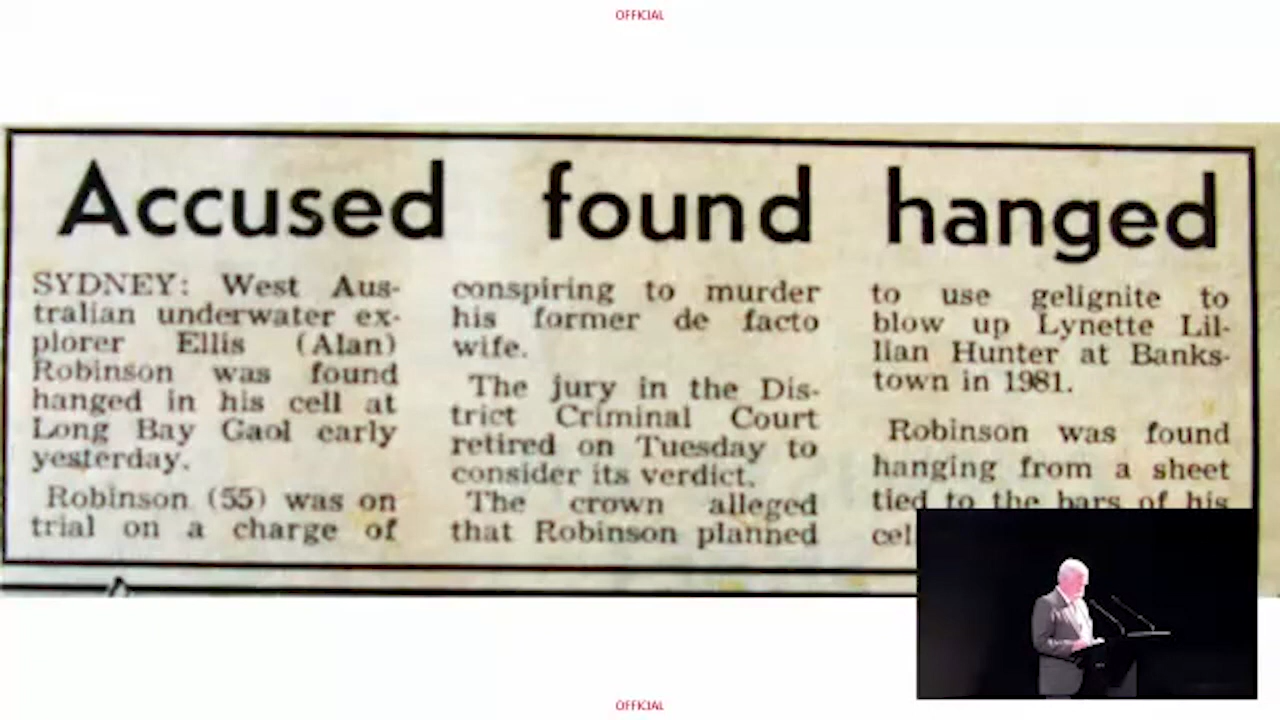 OFFICIAL
Accused found hanged
SYDNEY: West Aus-
tralian underwater ex-
plorer Ellis (Alan)
Robinson was found
hanged in his cell at
Long Bay Gaol early
yesterday.
Robinson (55) was on
trial on a charge of
conspiring to murder
his former de facto
wife.
The jury in the Dis-
trict Criminal Court
retired on Tuesday to
consider its verdict.
The crown alleged
that Robinson planned
to use gelignite to
blow up Lynette Lil-
lian Hunter at Banks-
town in 1981.
Robinson was found
hanging from a sheet
tied to the bars of his
OFFICIAL